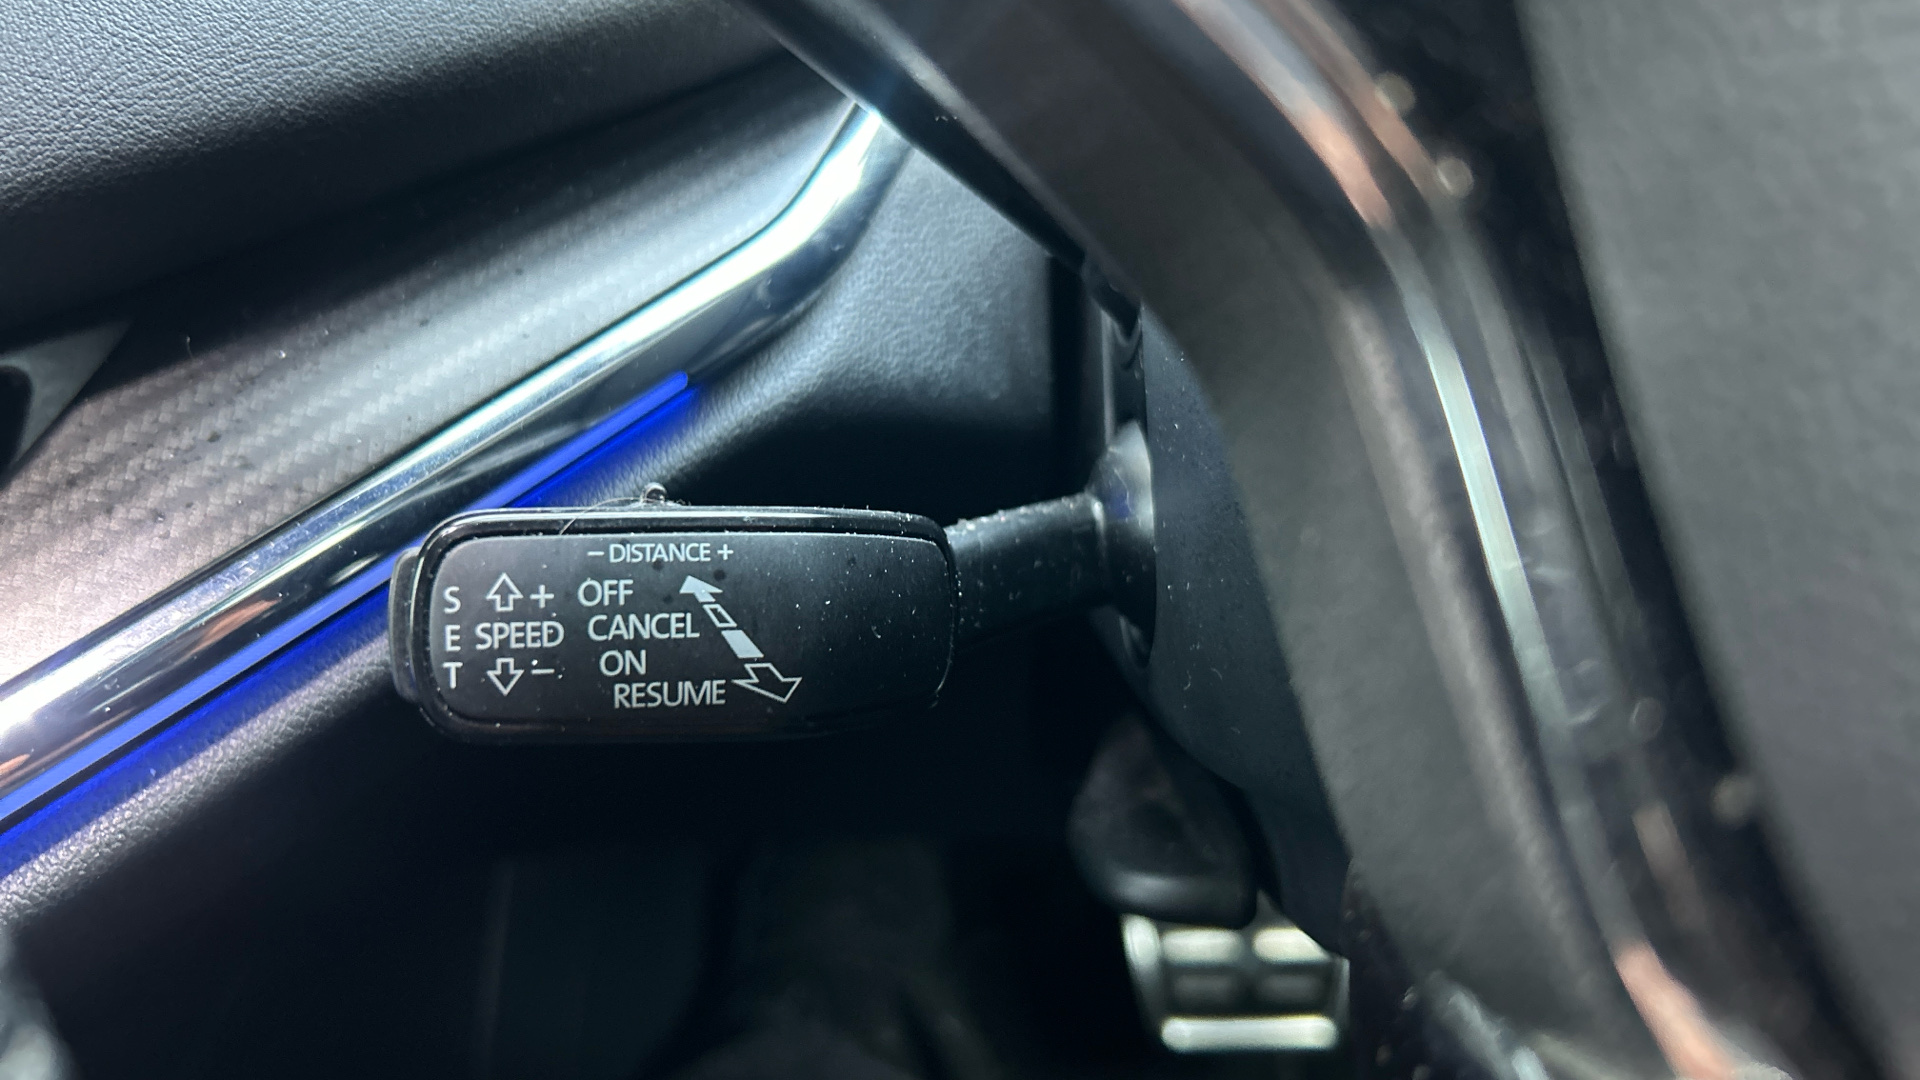 − DISTANCE +
S + OFF
E SPEED CANCEL
T − ON
RESUME